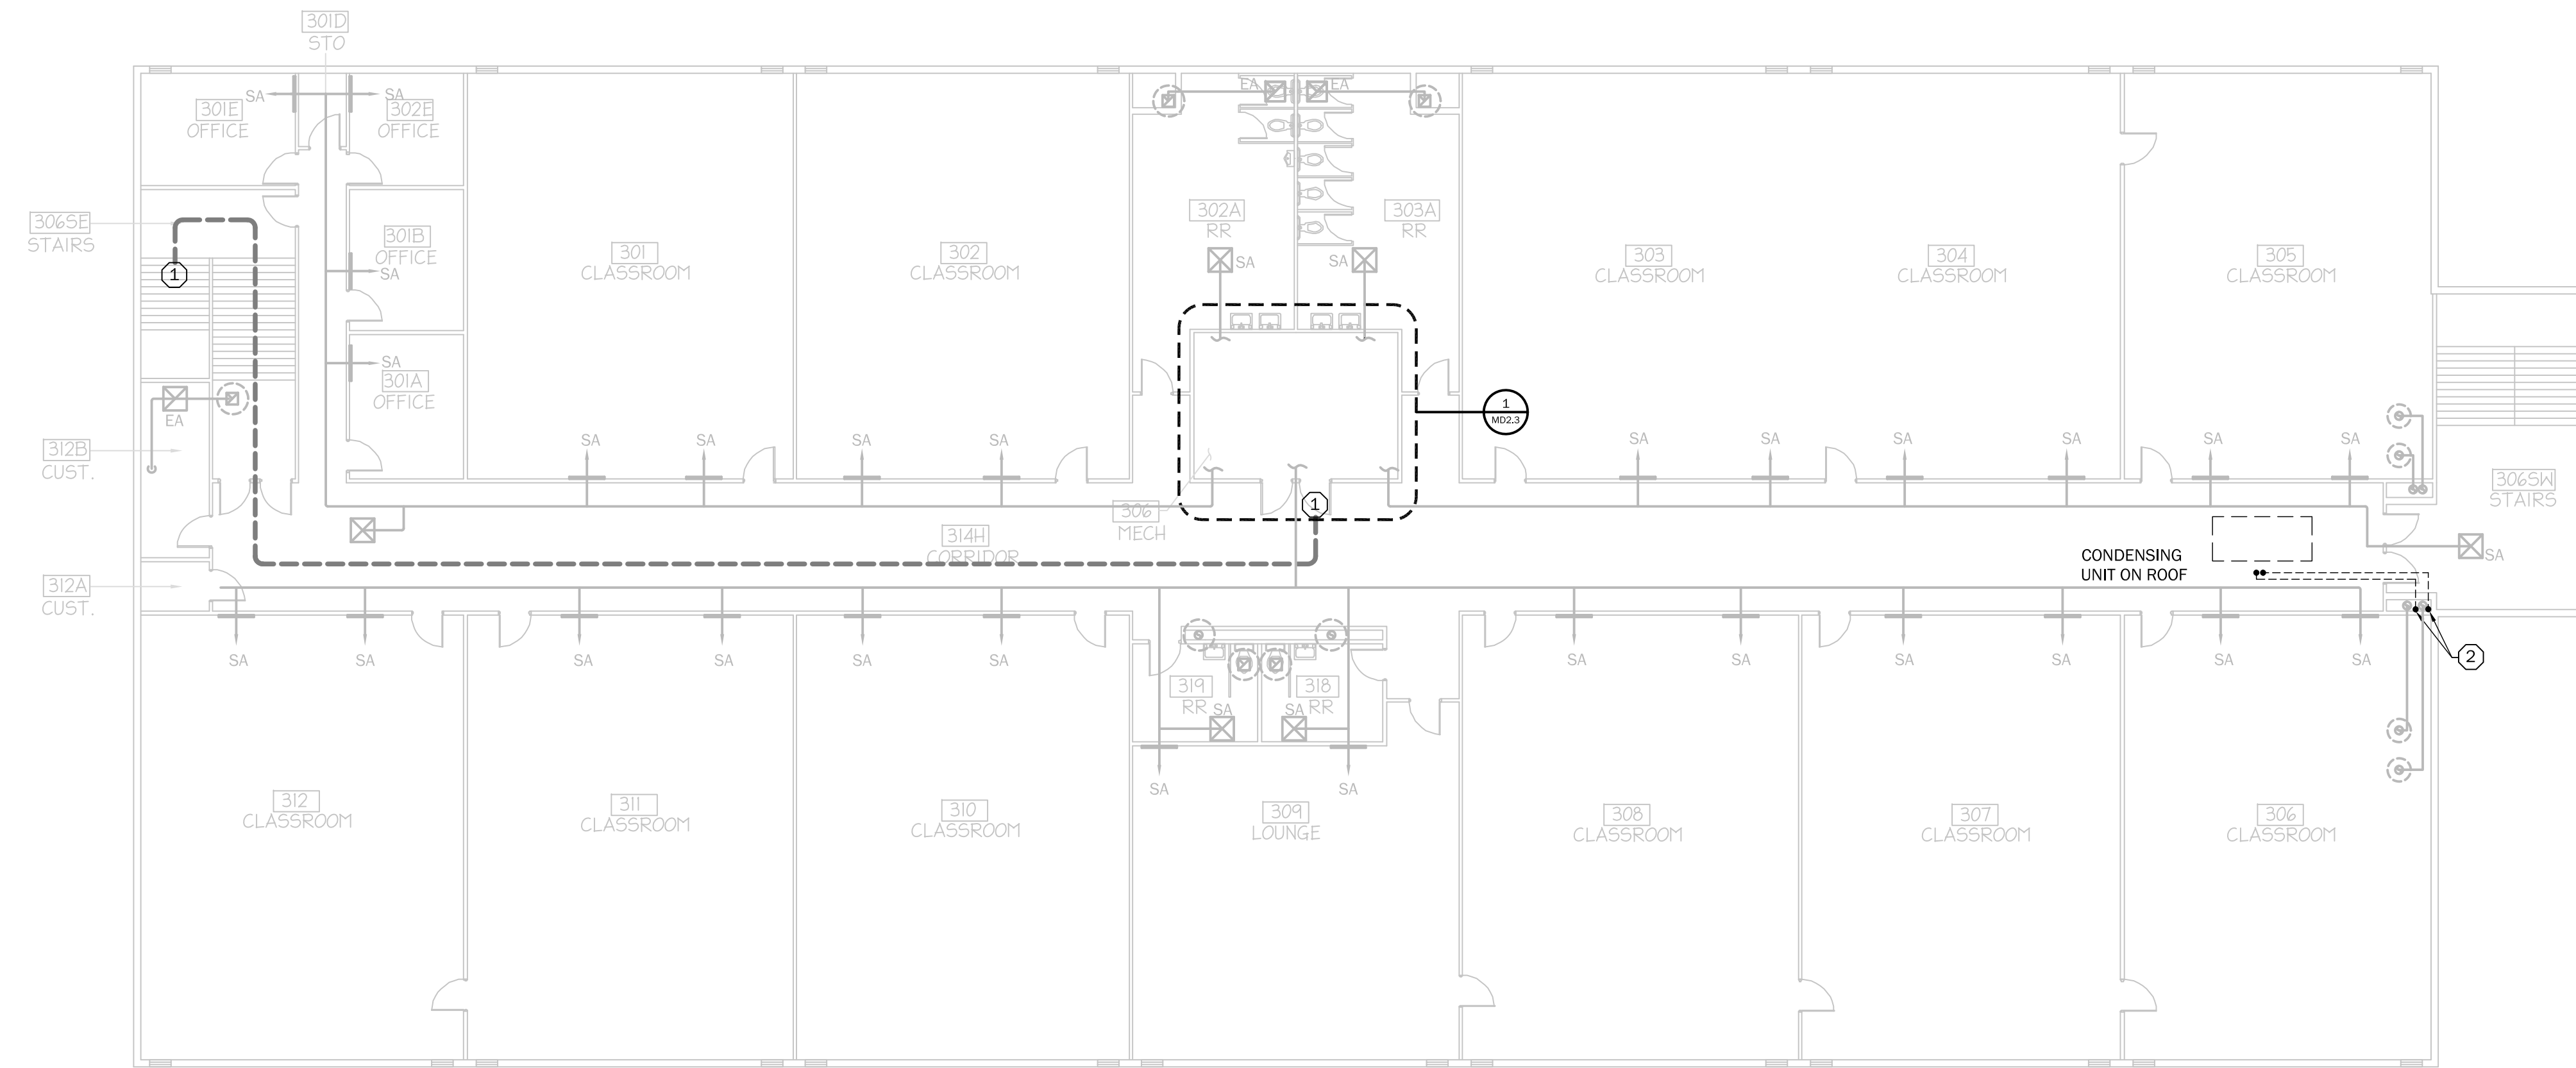 301D
STO
SA
SA
EA
EA
301E
OFFICE
302E
OFFICE
306SE
STAIRS
302A
RR
303A
RR
301B
OFFICE
SA
301
CLASSROOM
302
CLASSROOM
SA
SA
303
CLASSROOM
304
CLASSROOM
305
CLASSROOM
1
SA
301A
OFFICE
1
MD2.3
EA
312B
CUST.
SA
SA
SA
SA
SA
SA
SA
SA
SA
SA
306SW
STAIRS
306
MECH
1
314H
CORRIDOR
CONDENSING
UNIT ON ROOF
SA
312A
CUST.
SA
SA
SA
SA
SA
SA
SA
SA
SA
SA
SA
SA
2
319
RR
SA
318
RR
SA
SA
SA
312
CLASSROOM
311
CLASSROOM
310
CLASSROOM
309
LOUNGE
308
CLASSROOM
307
CLASSROOM
306
CLASSROOM